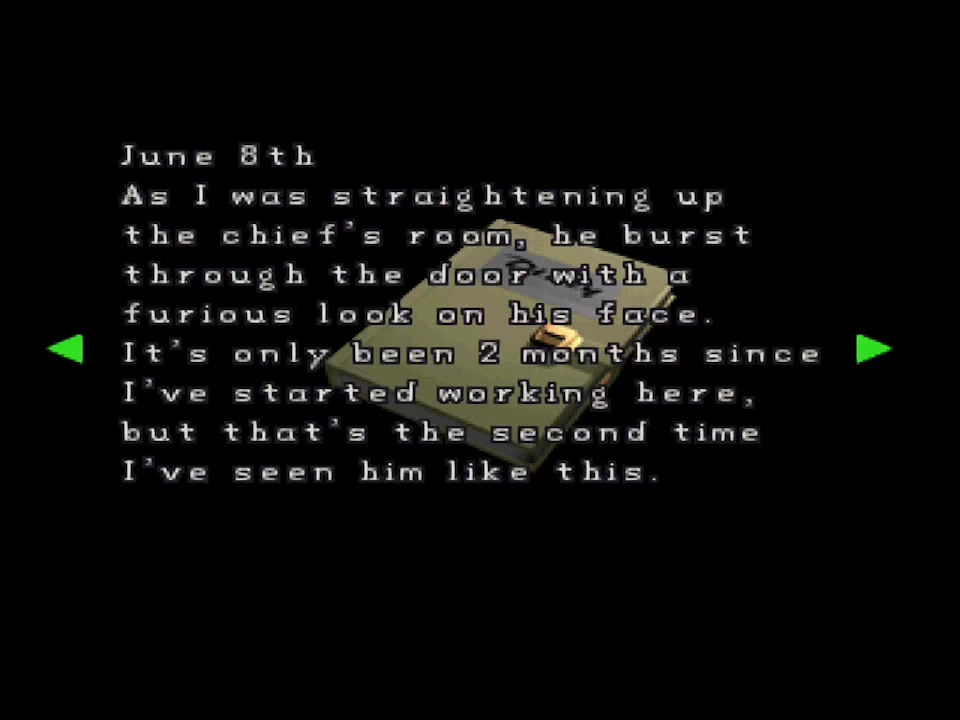 June 8th
As I was straightening up
the chief's room, he burst
through the door with a
furious look on his face.
It's only been 2 months since
I've started working here,
but that's the second time
I've seen him like this.